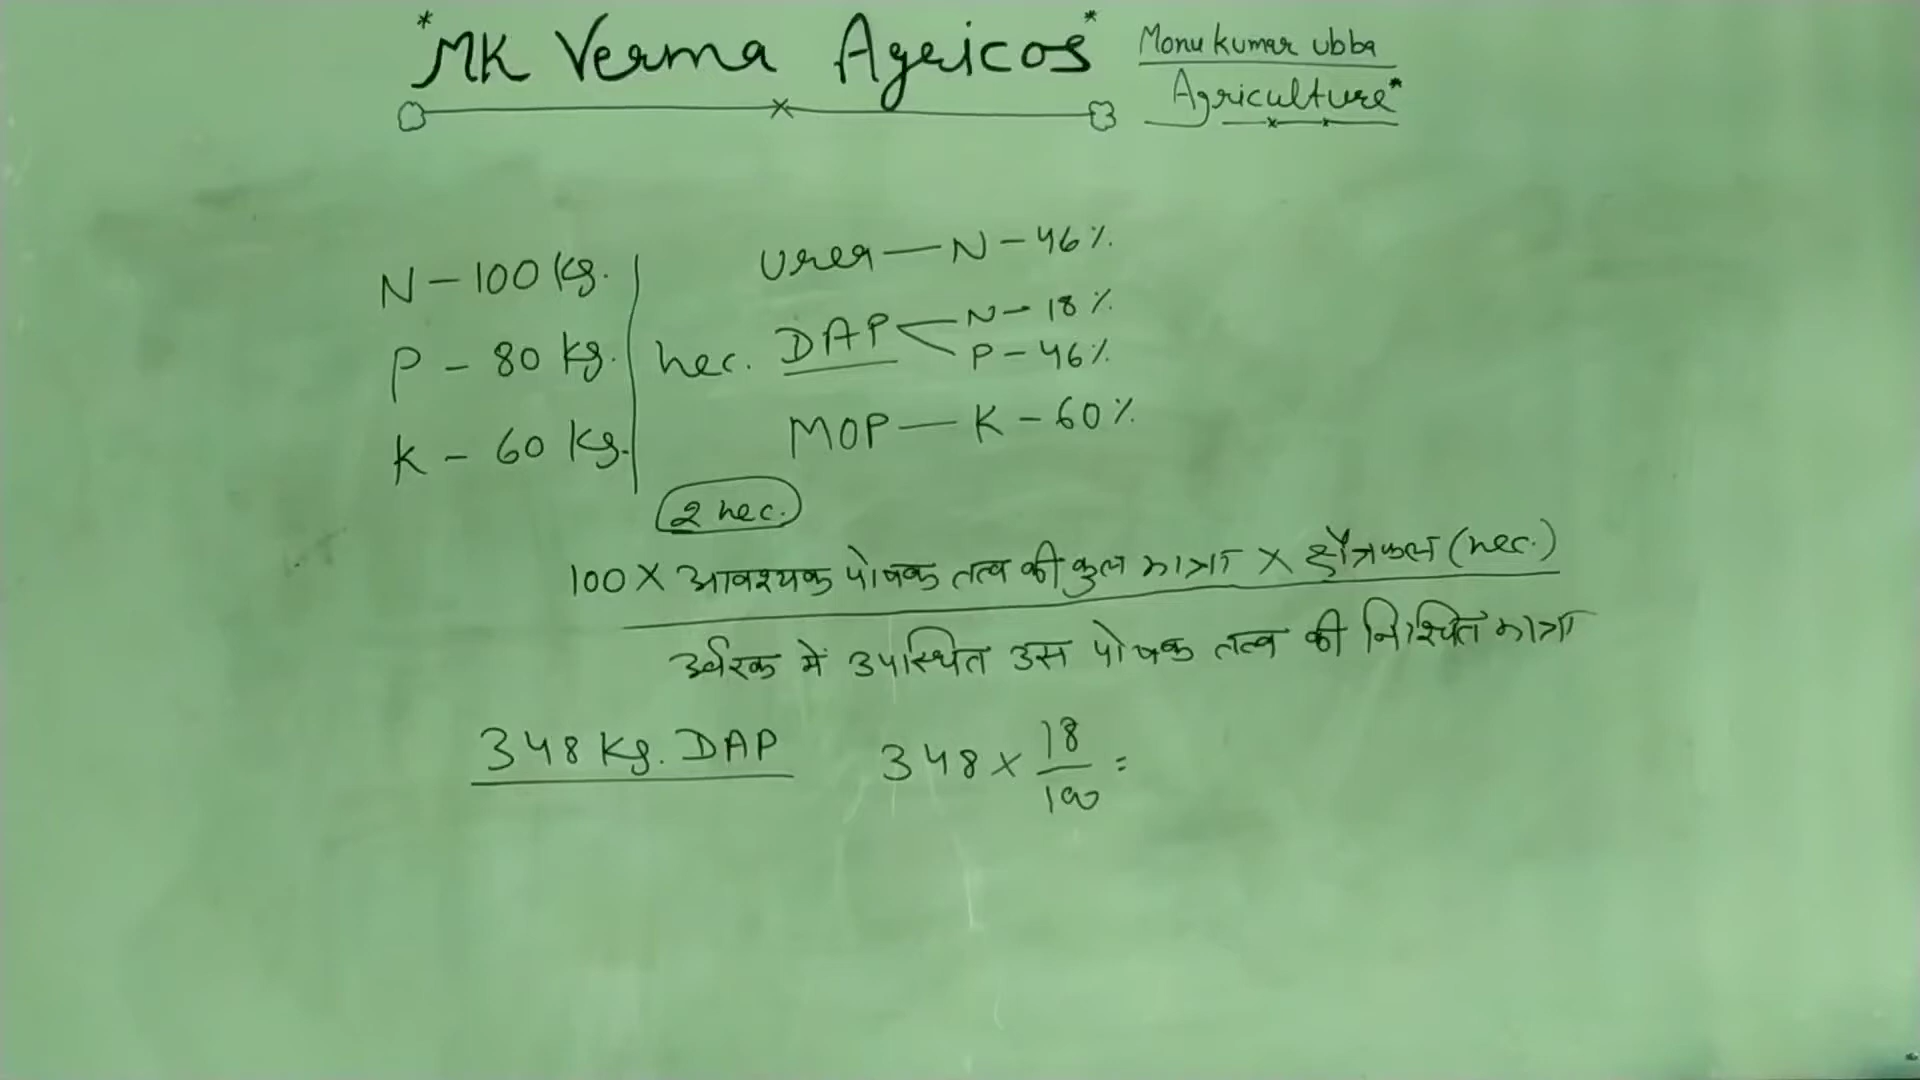 *MK Verma Agricos*
Monu kumar ubba
Agriculture*
N - 100 kg.
P - 80 kg.
K - 60 kg.
hec.
Urea — N - 46%
DAP
N - 18%
P - 46%
MOP — K - 60%
2 hec.
100 × आवश्यक पोषक तत्व की कुल मात्रा × क्षैत्रफल (hec.)
उर्वरक में उपस्थित उस पोषक तत्व की निश्चित मात्रा
348 Kg. DAP
348 × 18/100 =